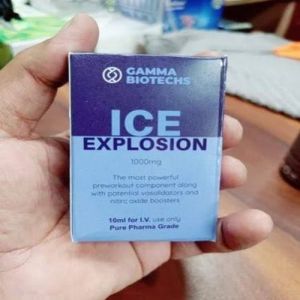 GAMMA
BIOTECHS
ICE
EXPLOSION
1000mg
The most powerful
preworkout component along
with potential vasalidators and
nitric oxide boosters
10ml for I.V. use only
Pure Pharma Grade